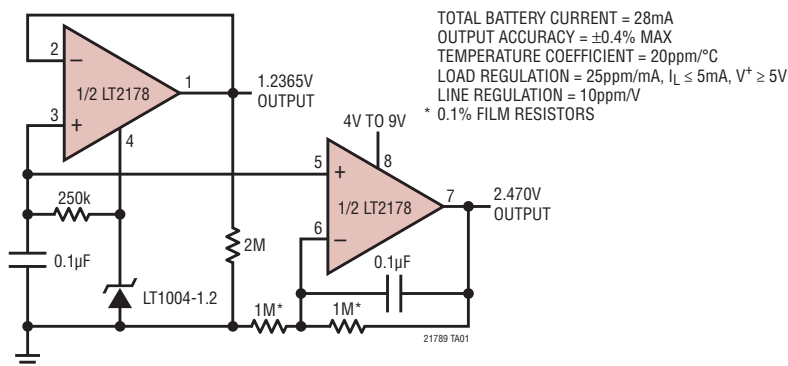 TOTAL BATTERY CURRENT = 28mA
OUTPUT ACCURACY = ±0.4% MAX
TEMPERATURE COEFFICIENT = 20ppm/°C
LOAD REGULATION = 25ppm/mA, IL ≤ 5mA, V+ ≥ 5V
LINE REGULATION = 10ppm/V
* 0.1% FILM RESISTORS
2
–
1/2 LT2178
1
1.2365V
OUTPUT
3
+
4
4V TO 9V
8
5
+
1/2 LT2178
7
2.470V
OUTPUT
6
–
250k
0.1µF
LT1004-1.2
2M
0.1µF
1M*
1M*
21789 TA01